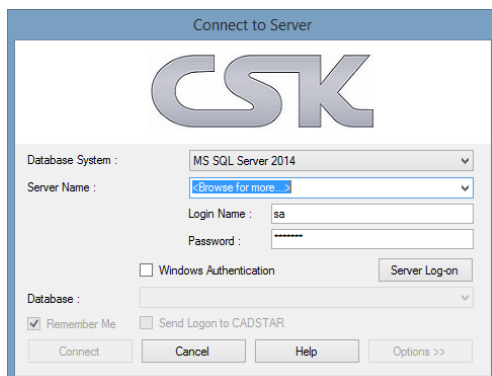 Connect to Server
CSK
Database System :
MS SQL Server 2014
Server Name :
<Browse for more...>
Login Name :
sa
Password :
Windows Authentication
Server Log-on
Database :
Remember Me
Send Logon to CADSTAR
Connect
Cancel
Help
Options >>